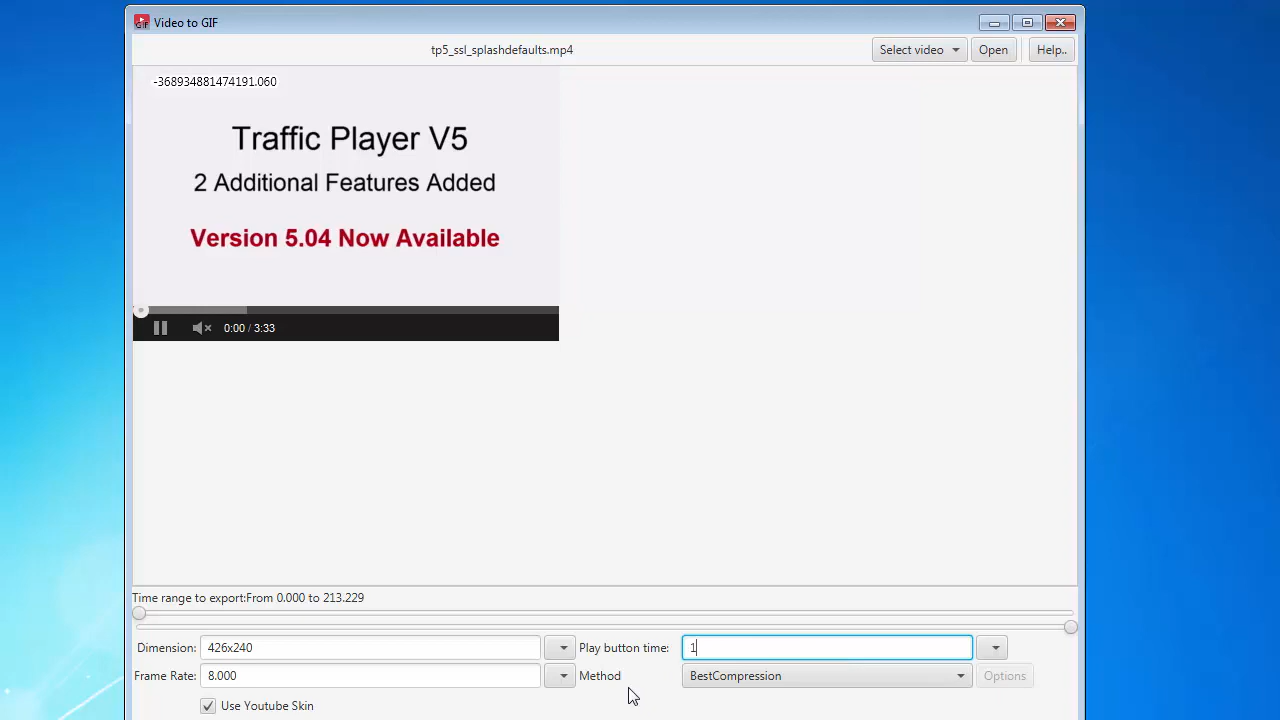 Video to GIF
tp5_ssl_splashdefaults.mp4
Select video
Open
Help..
-368934881474191.060
Traffic Player V5
2 Additional Features Added
Version 5.04 Now Available
0:00 / 3:33
Time range to export:From 0.000 to 213.229
Dimension: 426x240
Play button time: 1
Frame Rate: 8.000
Method BestCompression
Options
Use Youtube Skin